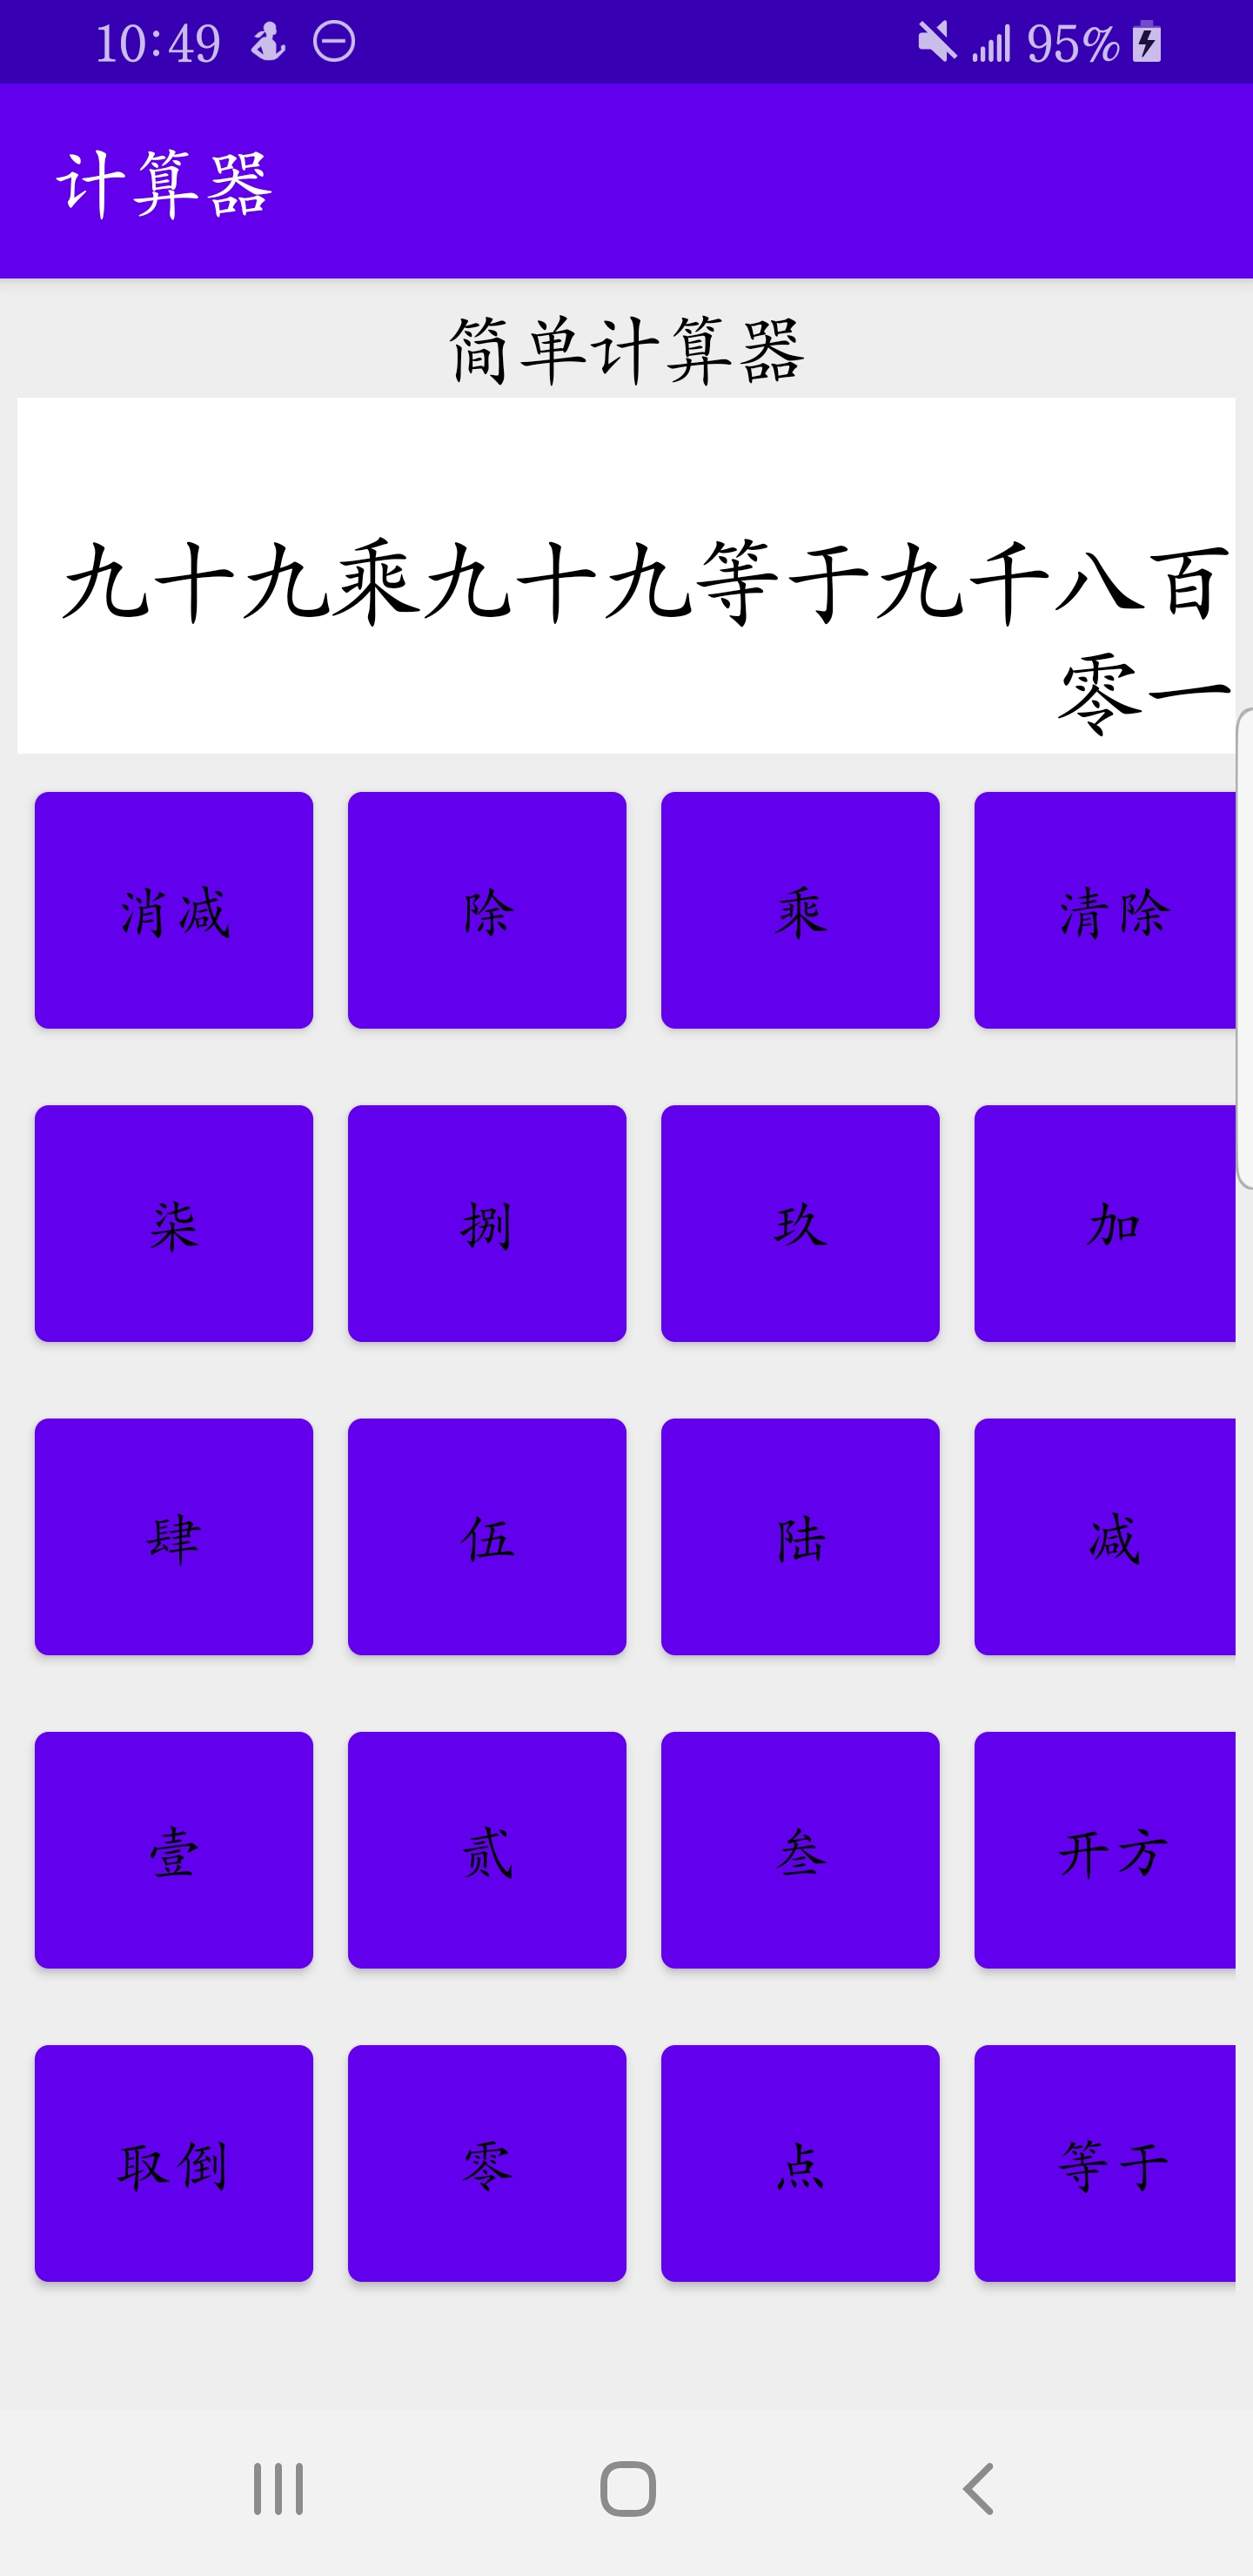 10:49 95%
计算器
简单计算器
九十九乘九十九等于九千八百
零一
消减 除 乘 清除
柒 捌 玖 加
肆 伍 陆 减
壹 贰 叁 开方
取倒 零 点 等于